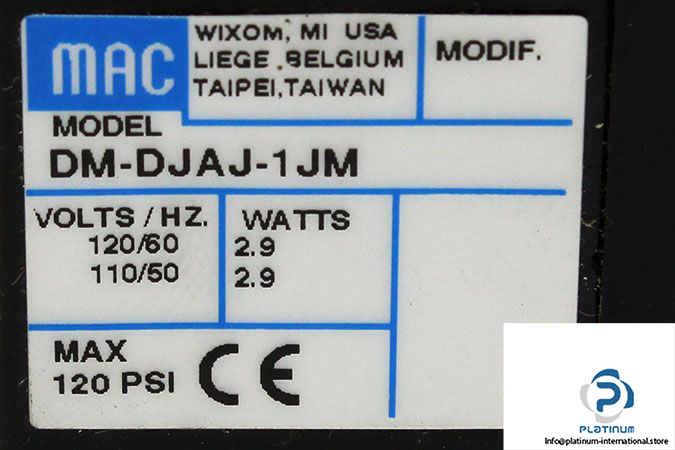 MAC
WIXOM, MI USA
LIEGE .BELGIUM
TAIPEI,TAIWAN
MODIF.
MODEL
DM-DJAJ-1JM
VOLTS/HZ.
120/60
110/50
WATTS
2.9
2.9
MAX
120 PSI
CE
PLATINUM
Info@platinum-international.store